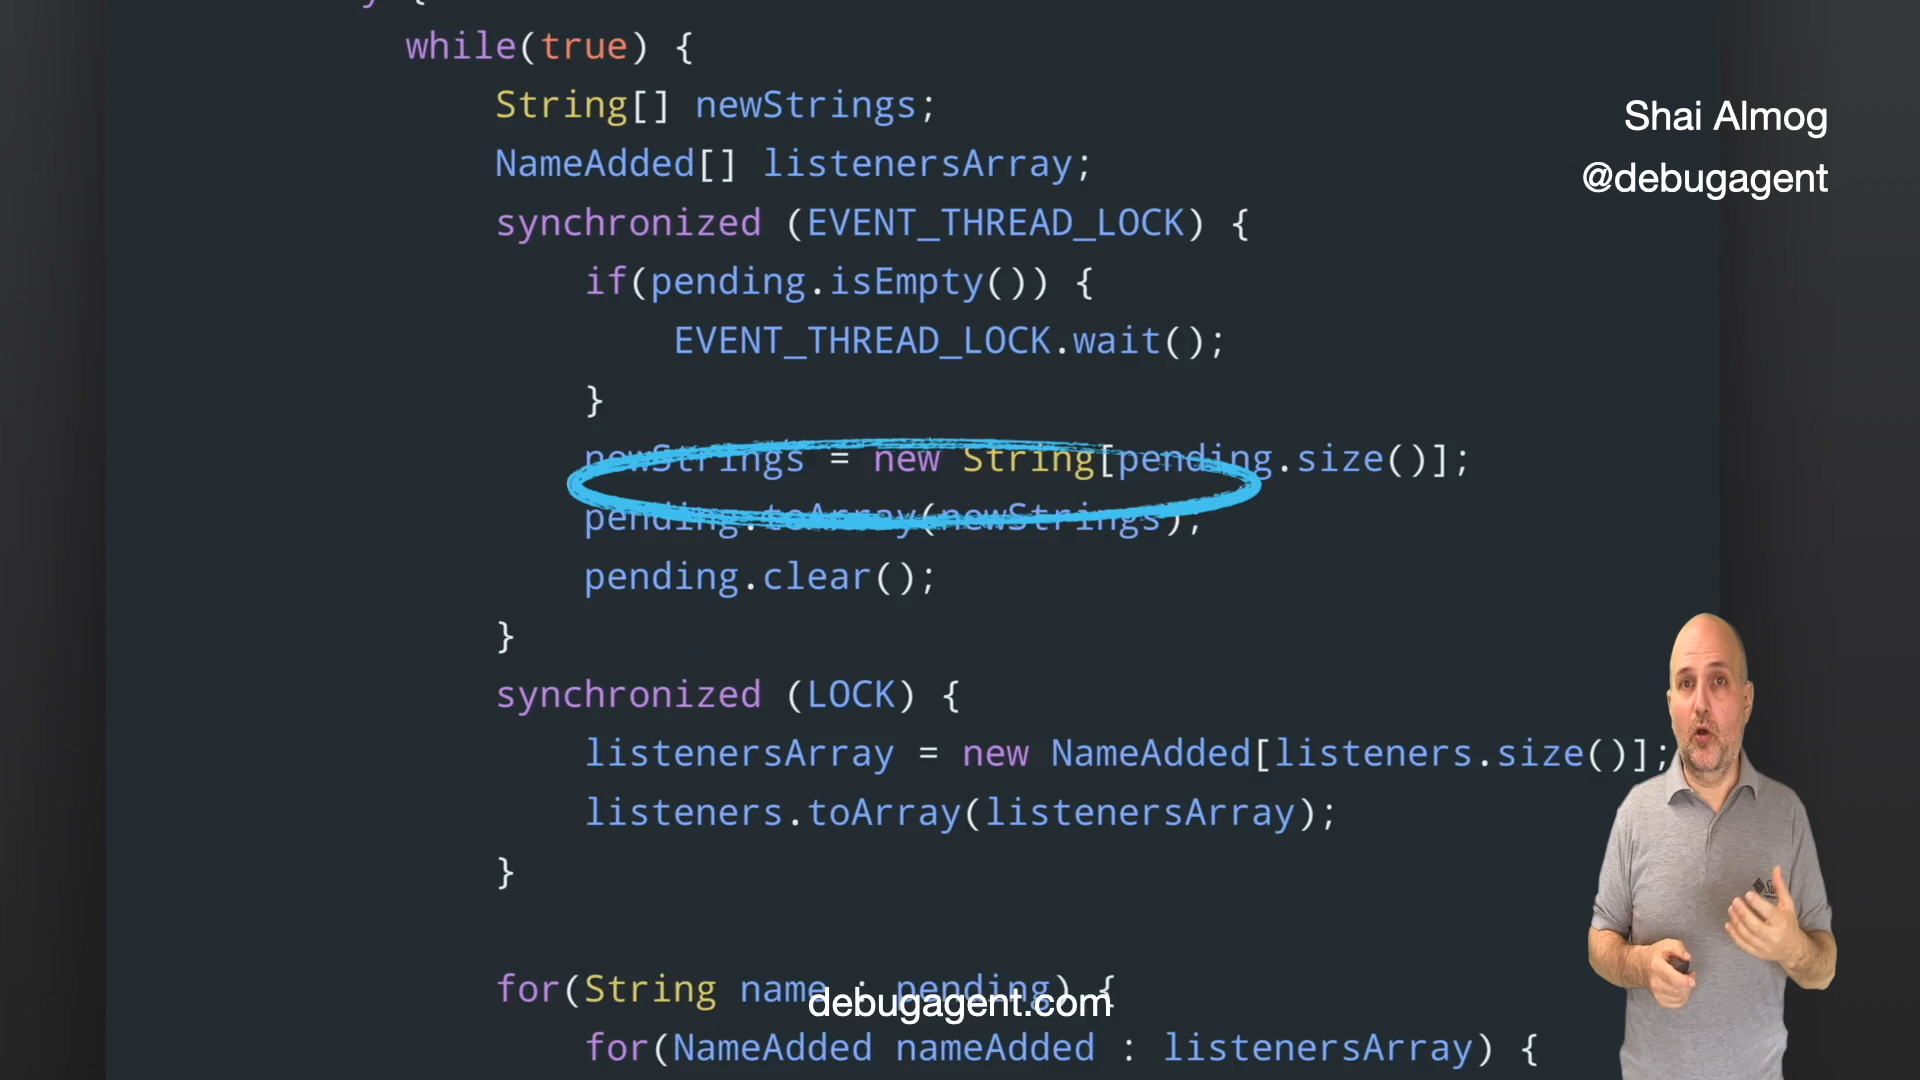 while(true) {
String[] newStrings;
NameAdded[] listenersArray;
synchronized (EVENT_THREAD_LOCK) {
if(pending.isEmpty()) {
EVENT_THREAD_LOCK.wait();
}
newStrings = new String[pending.size()];
pending.toArray(newStrings);
pending.clear();
}
synchronized (LOCK) {
listenersArray = new NameAdded[listeners.size()];
listeners.toArray(listenersArray);
}
for(String name : pending) {
for(NameAdded nameAdded : listenersArray) {
Shai Almog
@debugagent
debugagent.com